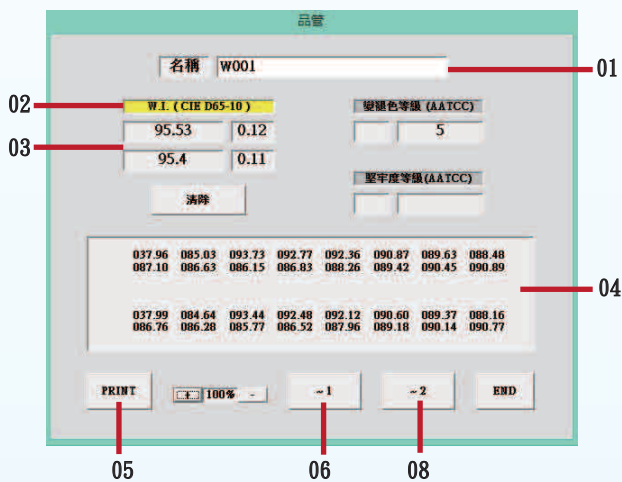 品管
名稱 W001
01
02
W.I. ( CIE D65-10 )
變褪色等級 (AATCC)
95.53 0.12
5
03
95.4 0.11
堅牢度等級(AATCC)
清除
037.96 085.03 093.73 092.77 092.36 090.87 089.63 088.48
087.10 086.63 086.15 086.83 088.26 089.42 090.45 090.89
04
037.99 084.64 093.44 092.48 092.12 090.60 089.37 088.16
086.76 086.28 085.77 086.52 087.96 089.18 090.14 090.77
PRINT + 100% - ~1 ~2 END
05 06 08